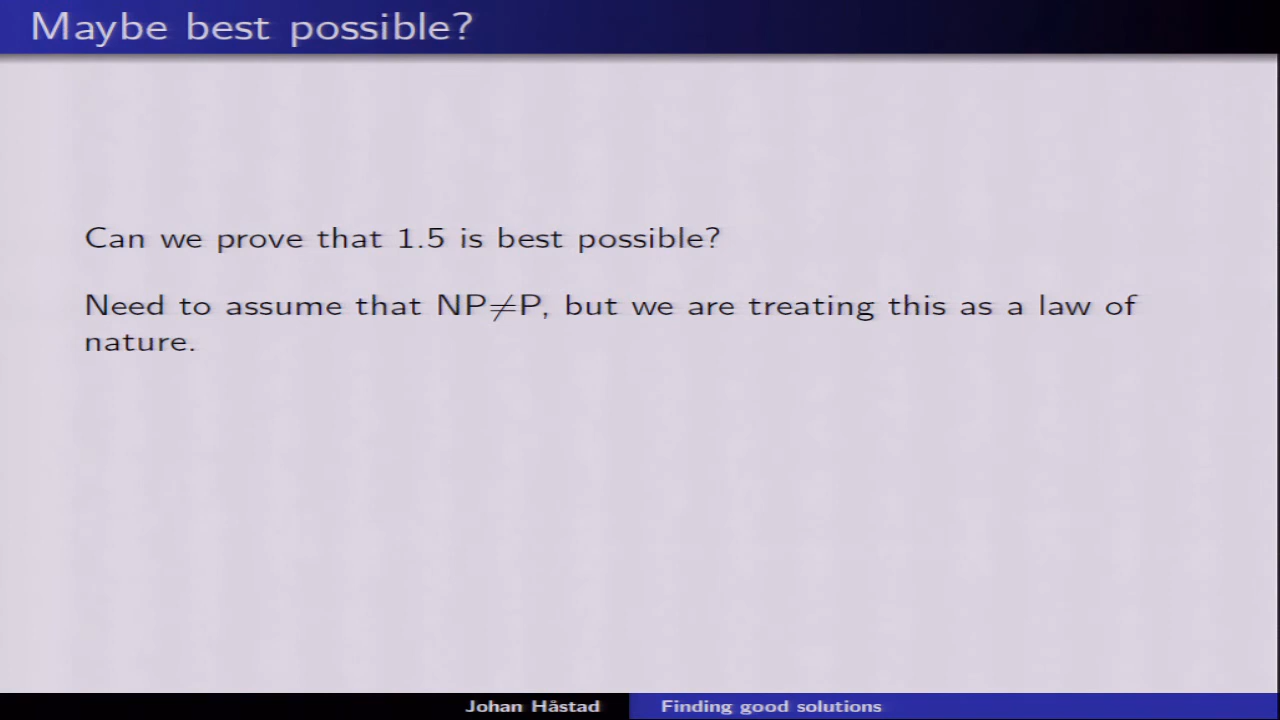 Maybe best possible?
Can we prove that 1.5 is best possible?
Need to assume that NP≠P, but we are treating this as a law of
nature.
Johan Håstad
Finding good solutions